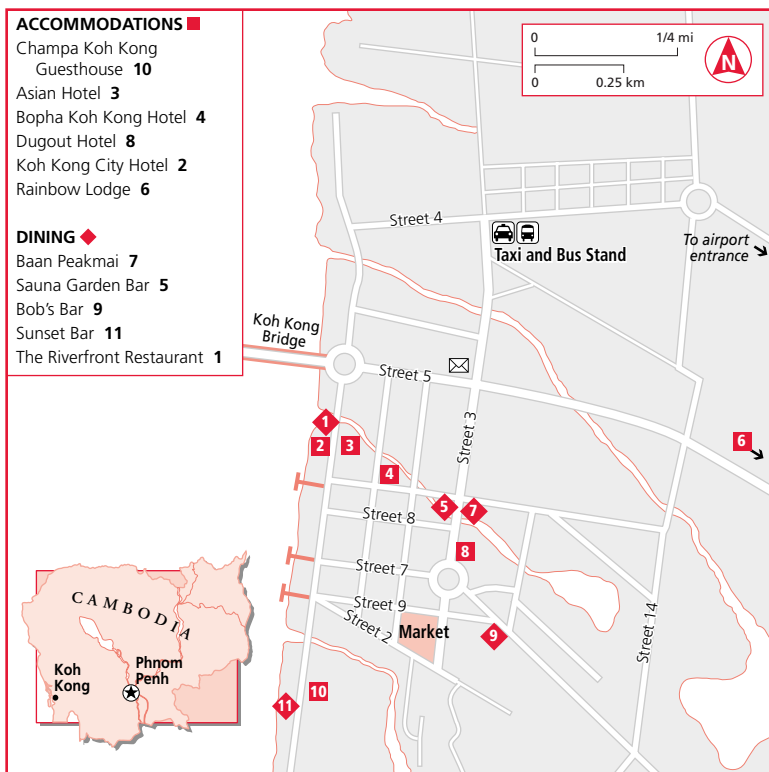 ACCOMMODATIONS
Champa Koh Kong
Guesthouse 10
Asian Hotel 3
Bopha Koh Kong Hotel 4
Dugout Hotel 8
Koh Kong City Hotel 2
Rainbow Lodge 6
DINING
Baan Peakmai 7
Sauna Garden Bar 5
Bob's Bar 9
Sunset Bar 11
The Riverfront Restaurant 1
0 1/4 mi
0 0.25 km
N
Street 4
Taxi and Bus Stand
To airport
entrance
Koh Kong
Bridge
Street 5
Street 3
1
2
3
4
6
5
7
Street 8
8
Street 7
Street 9
Street 2
Market
9
Street 14
10
11
CAMBODIA
Koh
Kong
Phnom
Penh